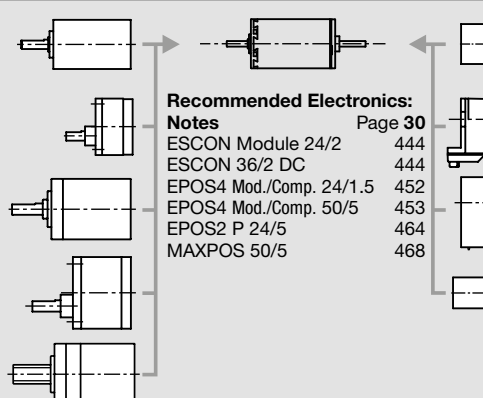 Recommended Electronics:
Notes Page 30
ESCON Module 24/2 444
ESCON 36/2 DC 444
EPOS4 Mod./Comp. 24/1.5 452
EPOS4 Mod./Comp. 50/5 453
EPOS2 P 24/5 464
MAXPOS 50/5 468